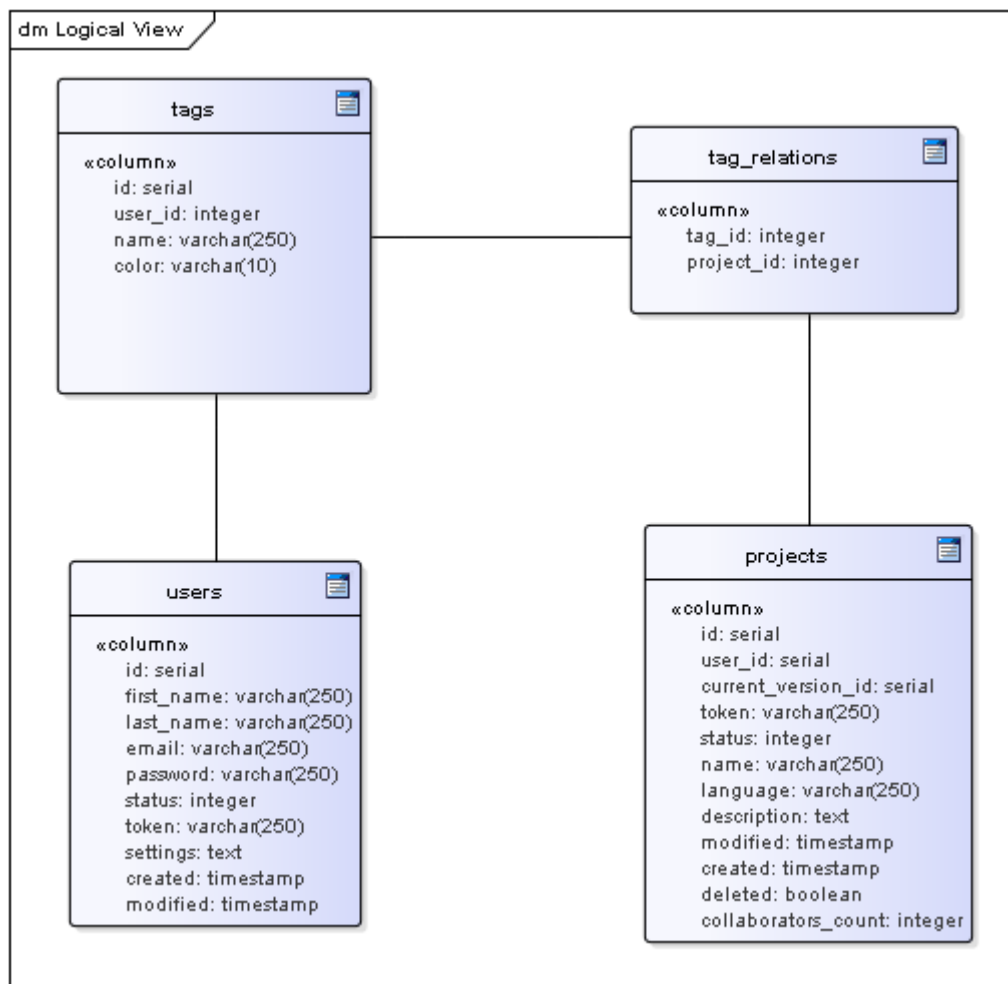 dm Logical View
tags
«column»
id: serial
user_id: integer
name: varchar(250)
color: varchar(10)
tag_relations
«column»
tag_id: integer
project_id: integer
users
«column»
id: serial
first_name: varchar(250)
last_name: varchar(250)
email: varchar(250)
password: varchar(250)
status: integer
token: varchar(250)
settings: text
created: timestamp
modified: timestamp
projects
«column»
id: serial
user_id: serial
current_version_id: serial
token: varchar(250)
status: integer
name: varchar(250)
language: varchar(250)
description: text
modified: timestamp
created: timestamp
deleted: boolean
collaborators_count: integer